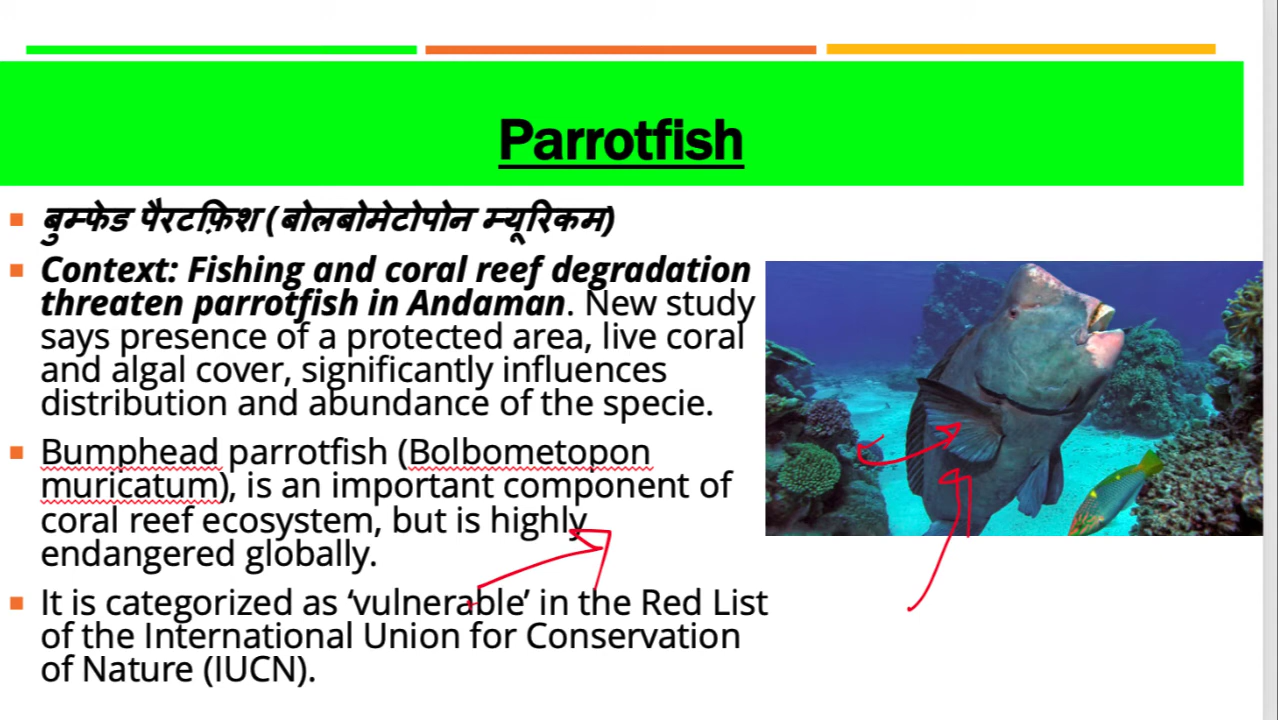 Parrotfish
बुम्फेड पैरटफ़िश (बोलबोमेटोपोन म्यूरिकम)
Context: Fishing and coral reef degradation
threaten parrotfish in Andaman. New study
says presence of a protected area, live coral
and algal cover, significantly influences
distribution and abundance of the specie.
Bumphead parrotfish (Bolbometopon
muricatum), is an important component of
coral reef ecosystem, but is highly
endangered globally.
It is categorized as ‘vulnerable’ in the Red List
of the International Union for Conservation
of Nature (IUCN).